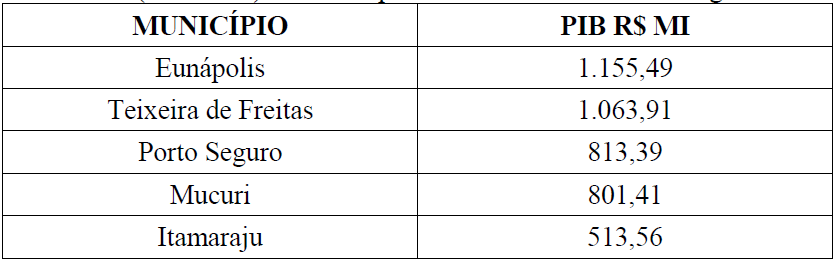 MUNICÍPIO PIB R$ MI
Eunápolis 1.155,49
Teixeira de Freitas 1.063,91
Porto Seguro 813,39
Mucuri 801,41
Itamaraju 513,56